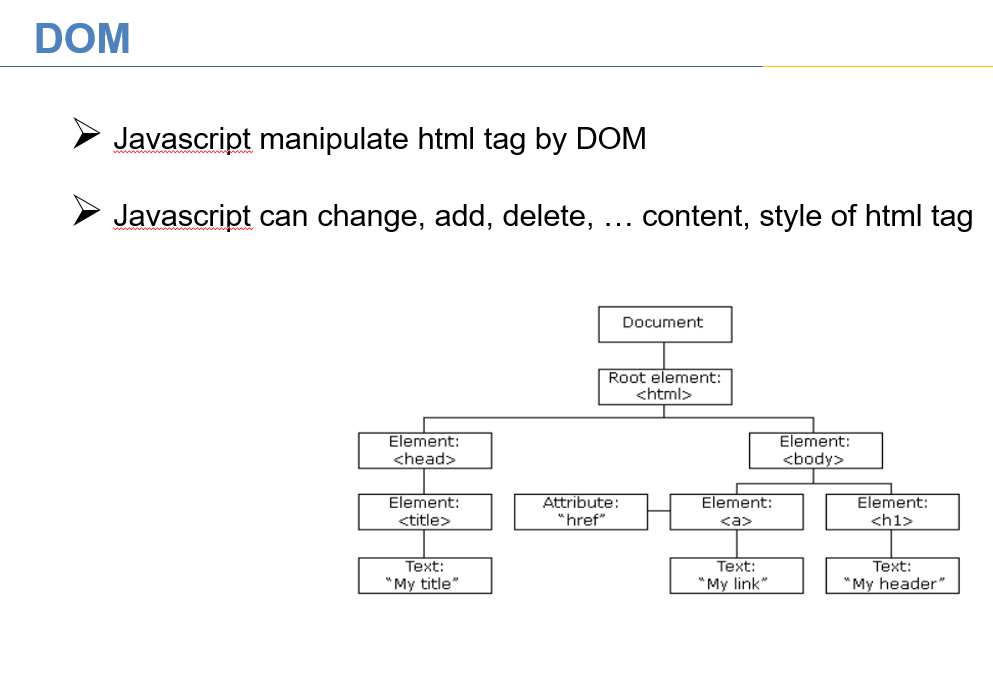 DOM
Javascript manipulate html tag by DOM
Javascript can change, add, delete, … content, style of html tag
Document
Root element:
<html>
Element:
<head>
Element:
<body>
Element:
<title>
Attribute:
“href”
Element:
<a>
Element:
<h1>
Text:
“My title”
Text:
“My link”
Text:
“My header”